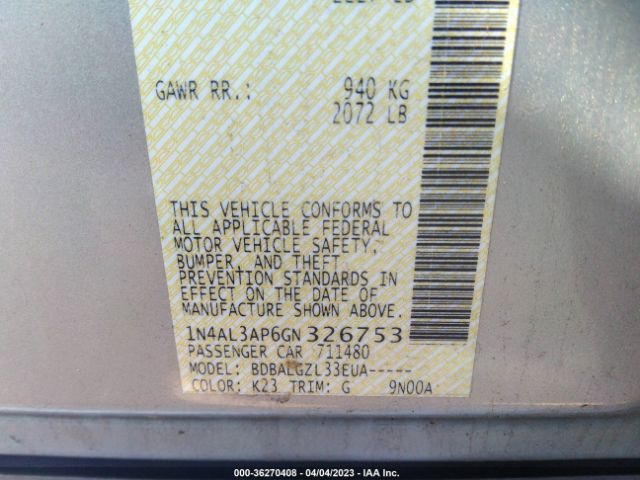 GAWR RR.: 940 KG
2072 LB
THIS VEHICLE CONFORMS TO
ALL APPLICABLE FEDERAL
MOTOR VEHICLE SAFETY,
BUMPER, AND THEFT
PREVENTION STANDARDS IN
EFFECT ON THE DATE OF
MANUFACTURE SHOWN ABOVE.
1N4AL3AP6GN326753
PASSENGER CAR 711480
MODEL: BDBALGZL33EUA-----
COLOR: K23 TRIM: G 9N00A
000-36270408 - 04/04/2023 - IAA Inc.